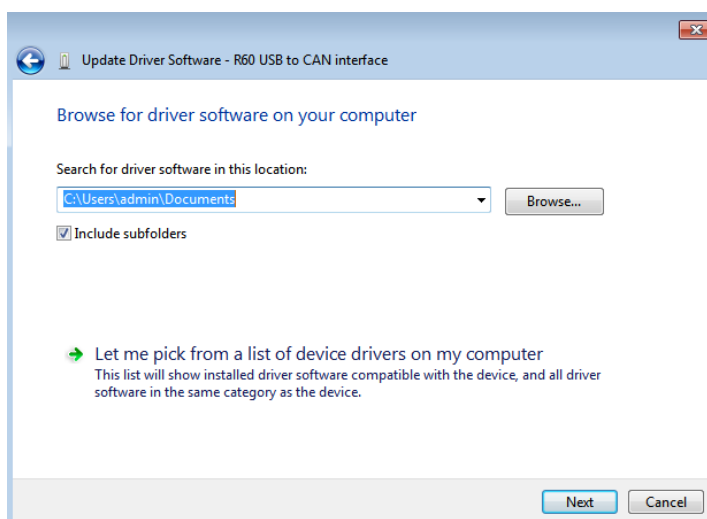 Update Driver Software - R60 USB to CAN interface
Browse for driver software on your computer
Search for driver software in this location:
C:\Users\admin\Documents
Browse...
Include subfolders
Let me pick from a list of device drivers on my computer
This list will show installed driver software compatible with the device, and all driver
software in the same category as the device.
Next
Cancel